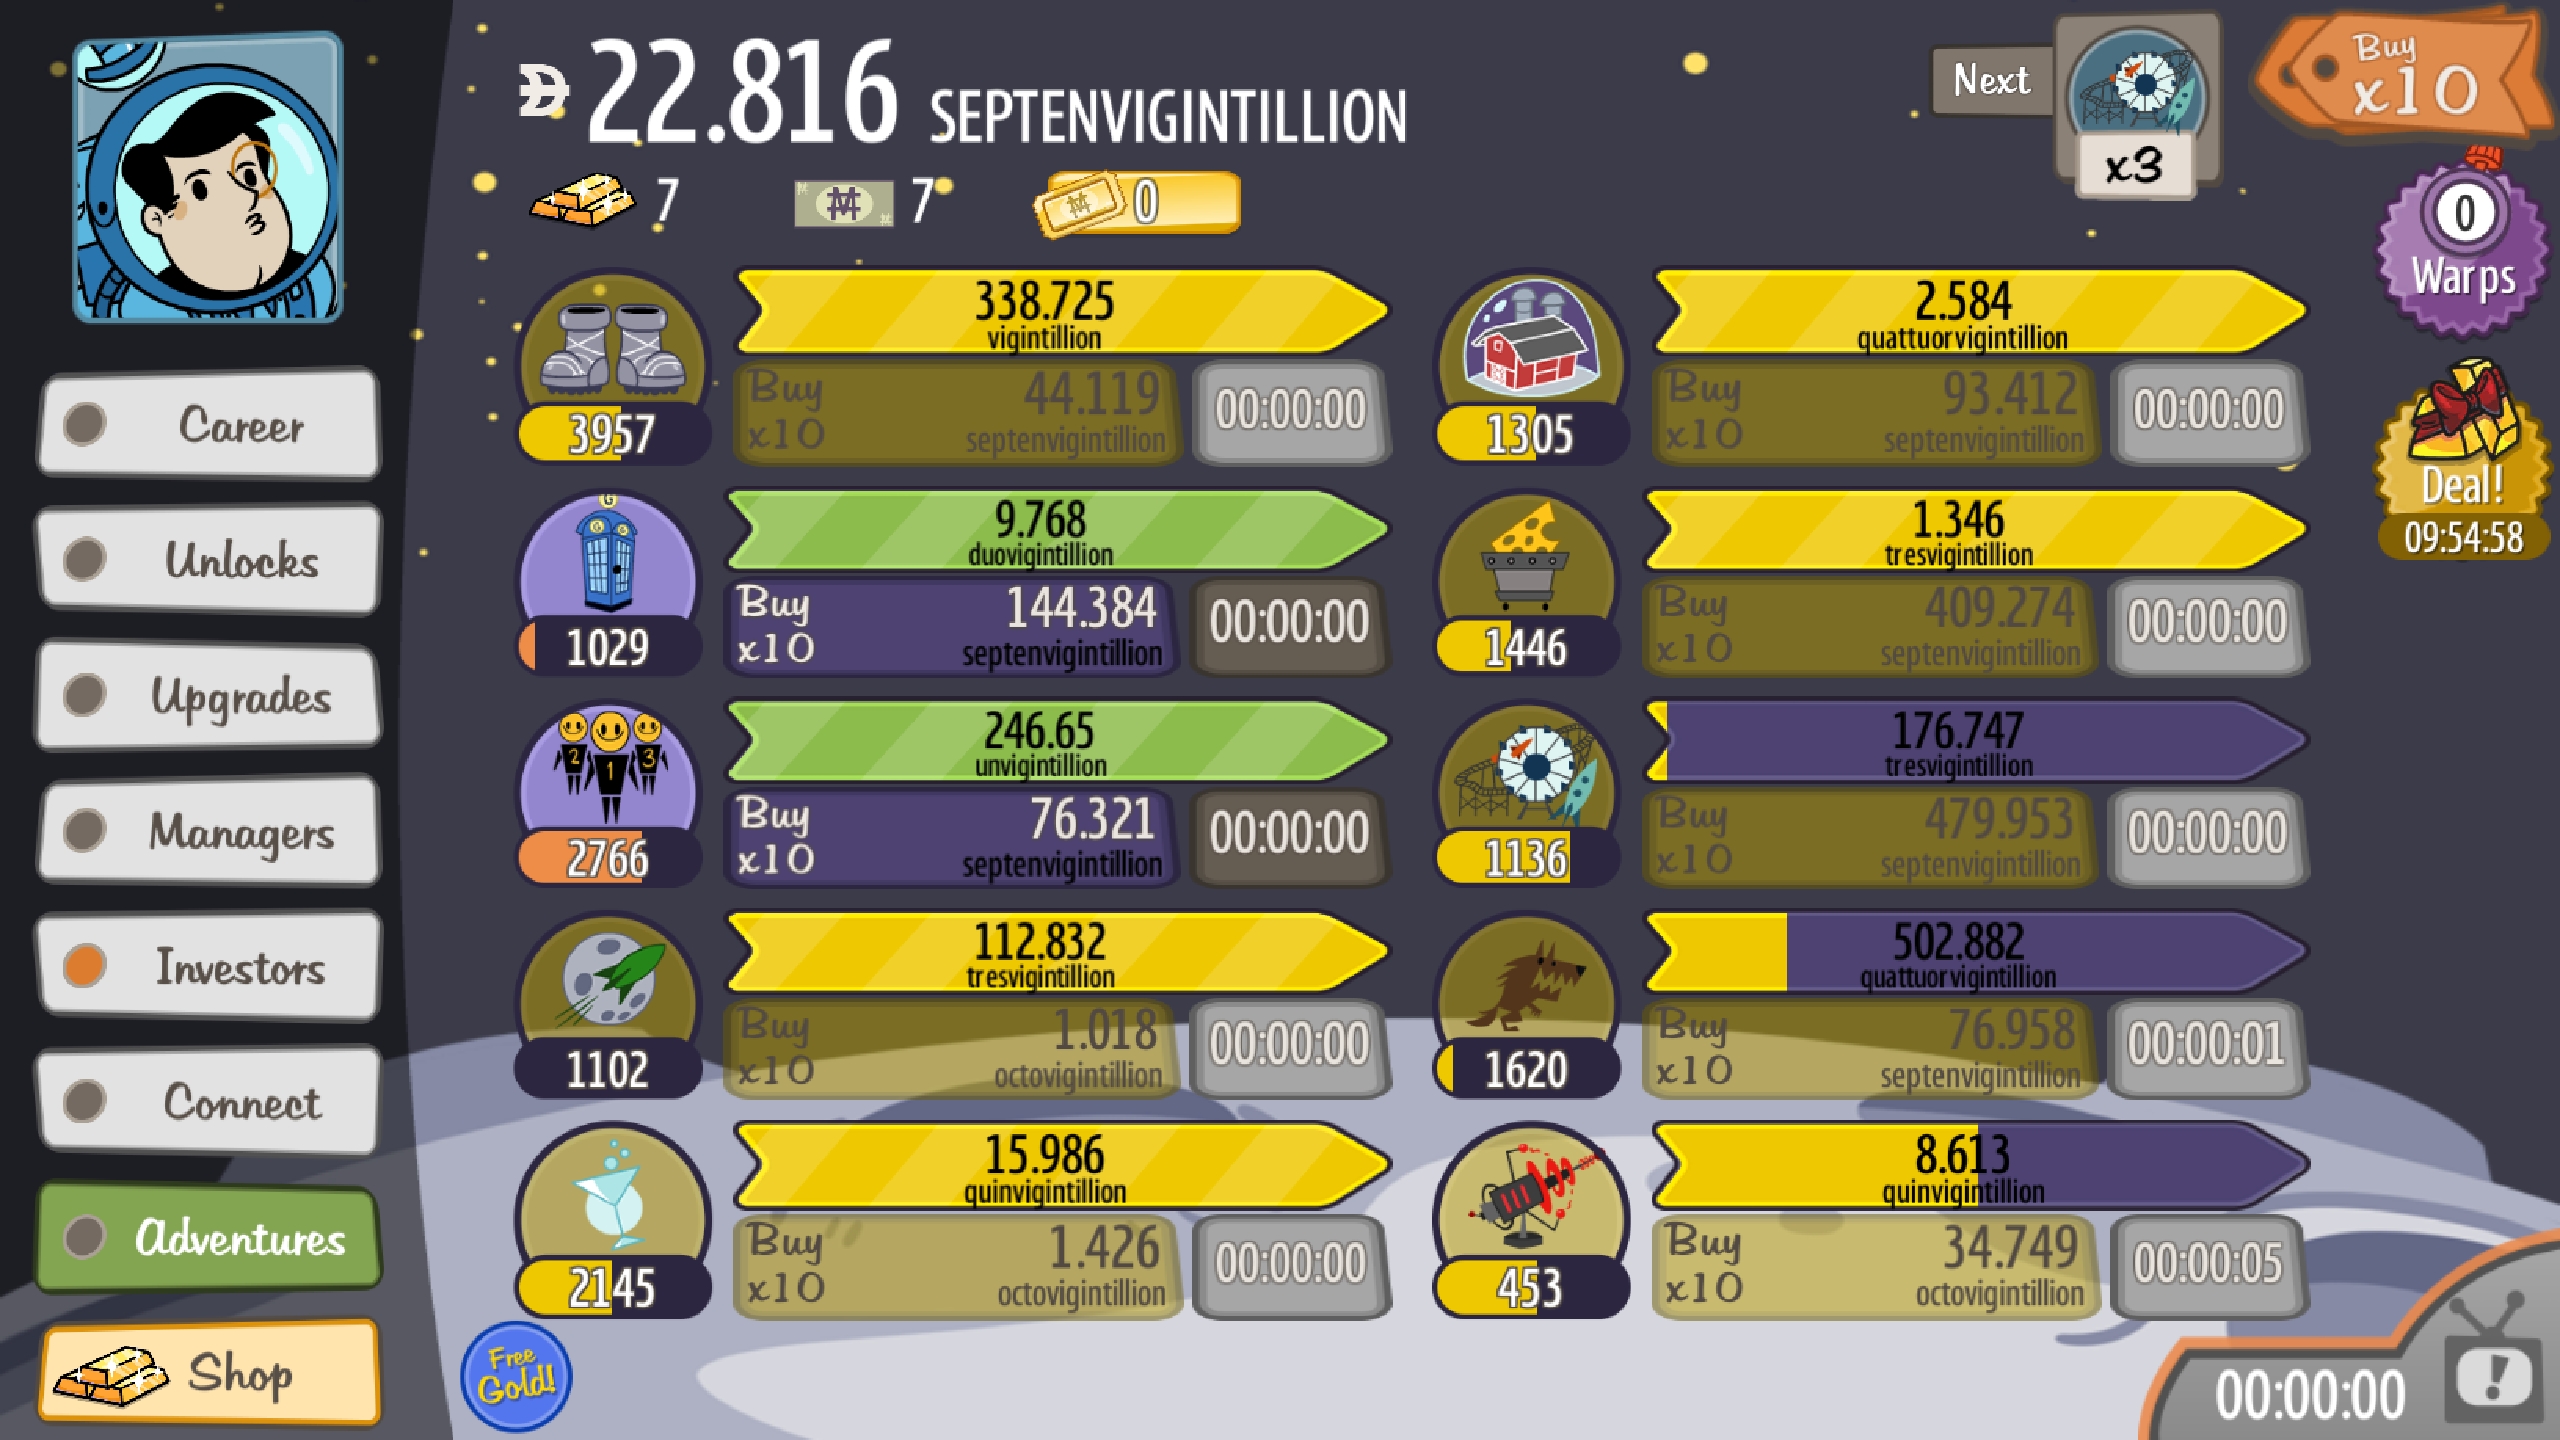 22.816 SEPTENVIGINTILLION
7
7
0
Next
x3
Buy
x10
0
Warps
Deal!
09:54:58
Career
Unlocks
Upgrades
Managers
Investors
Connect
Adventures
Shop
338.725
vigintillion
Buy
x10
44.119
septenvigintillion
00:00:00
3957
G
G G
9.768
duovigintillion
Buy
x10
144.384
septenvigintillion
00:00:00
1029
2 1 3
246.65
unvigintillion
Buy
x10
76.321
septenvigintillion
00:00:00
2766
112.832
tresvigintillion
Buy
x10
1.018
octovigintillion
00:00:00
1102
15.986
quinvigintillion
Buy
x10
1.426
octovigintillion
00:00:00
2145
2.584
quattuorvigintillion
Buy
x10
93.412
septenvigintillion
00:00:00
1305
1.346
tresvigintillion
Buy
x10
409.274
septenvigintillion
00:00:00
1446
176.747
tresvigintillion
Buy
x10
479.953
septenvigintillion
00:00:00
1136
502.882
quattuorvigintillion
Buy
x10
76.958
septenvigintillion
00:00:01
1620
8.613
quinvigintillion
Buy
x10
34.749
octovigintillion
00:00:05
453
Free
Gold!
00:00:00
!